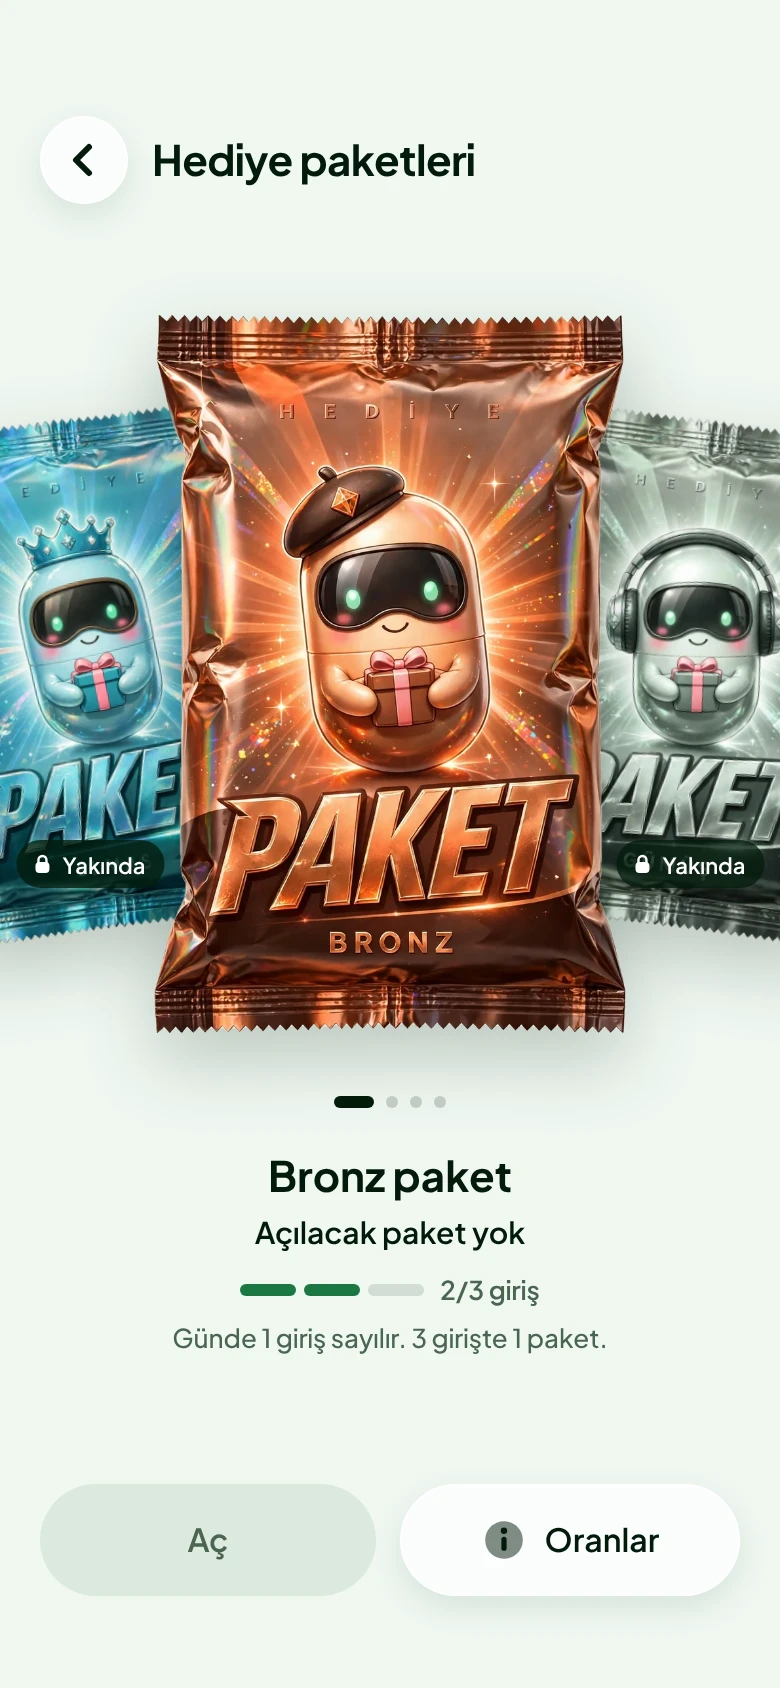 Hediye paketleri
HEDİYE
EDİYE
HEDİY
PAKE
PAKET
PAKET
Yakında
Yakında
BRONZ
Bronz paket
Açılacak paket yok
2/3 giriş
Günde 1 giriş sayılır. 3 girişte 1 paket.
Aç
Oranlar